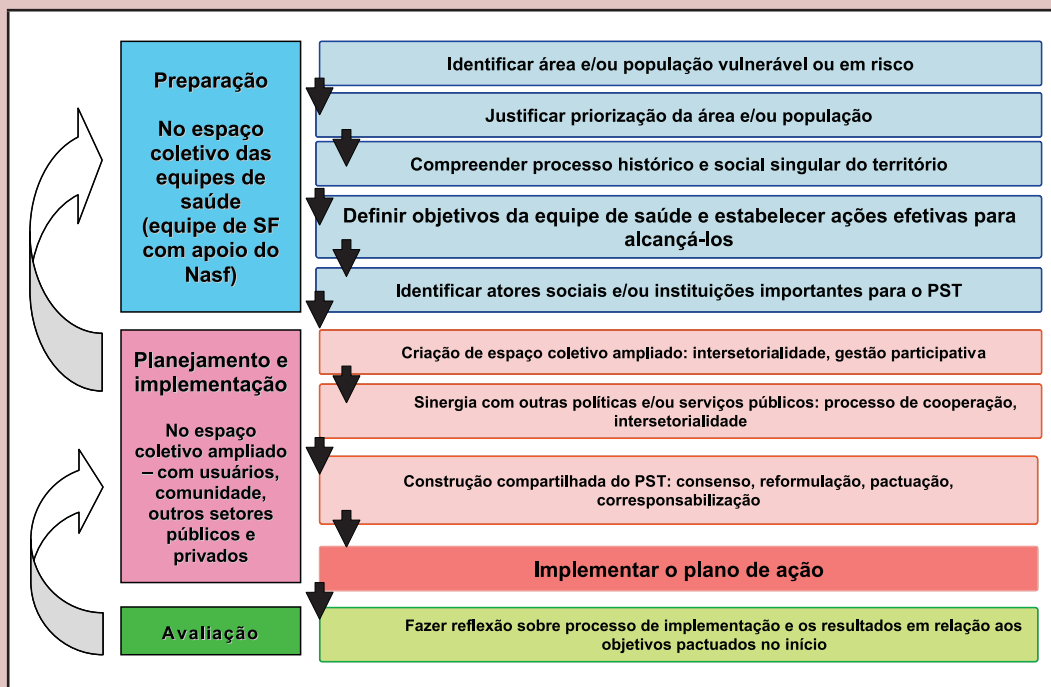 Preparação
No espaço
coletivo das
equipes de
saúde
(equipe de SF
com apoio do
Nasf)
Identificar área e/ou população vulnerável ou em risco
Justificar priorização da área e/ou população
Compreender processo histórico e social singular do território
Definir objetivos da equipe de saúde e estabelecer ações efetivas para
alcançá-los
Identificar atores sociais e/ou instituições importantes para o PST
Planejamento e
implementação
No espaço
coletivo ampliado
– com usuários,
comunidade,
outros setores
públicos e
privados
Criação de espaço coletivo ampliado: intersetorialidade, gestão participativa
Sinergia com outras políticas e/ou serviços públicos: processo de cooperação,
intersetorialidade
Construção compartilhada do PST: consenso, reformulação, pactuação,
corresponsabilização
Implementar o plano de ação
Avaliação
Fazer reflexão sobre processo de implementação e os resultados em relação aos
objetivos pactuados no início